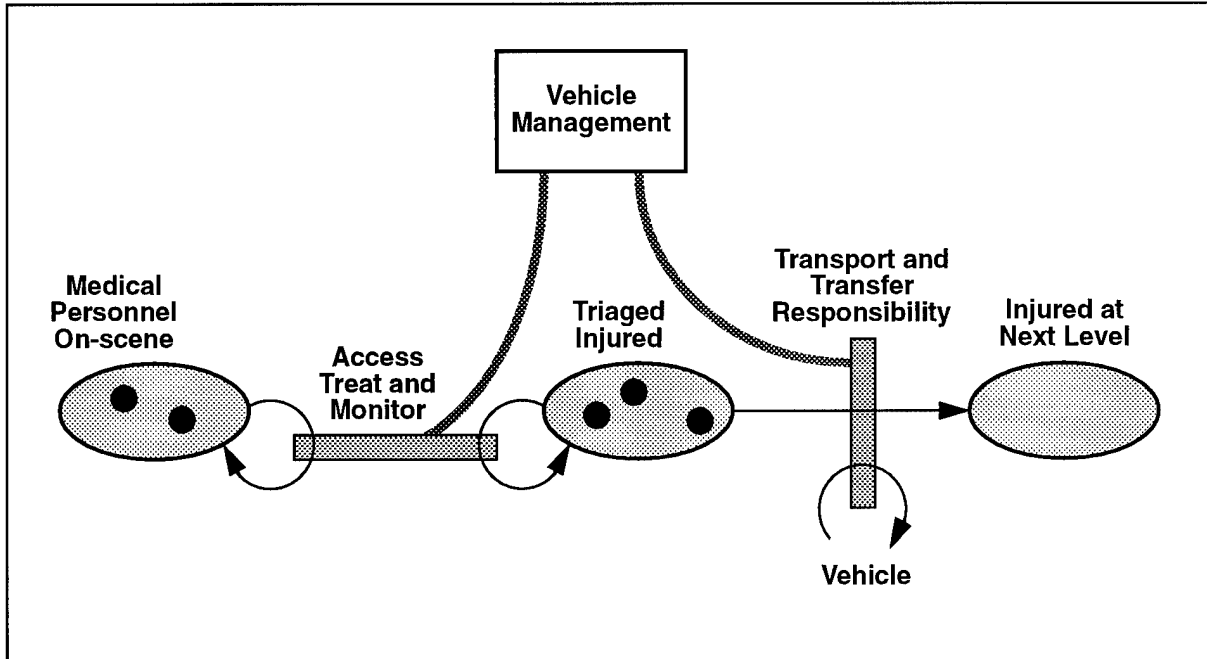 Vehicle
Management
Medical
Personnel
On-scene
Access
Treat and
Monitor
Triaged
Injured
Transport and
Transfer
Responsibility
Injured at
Next Level
Vehicle